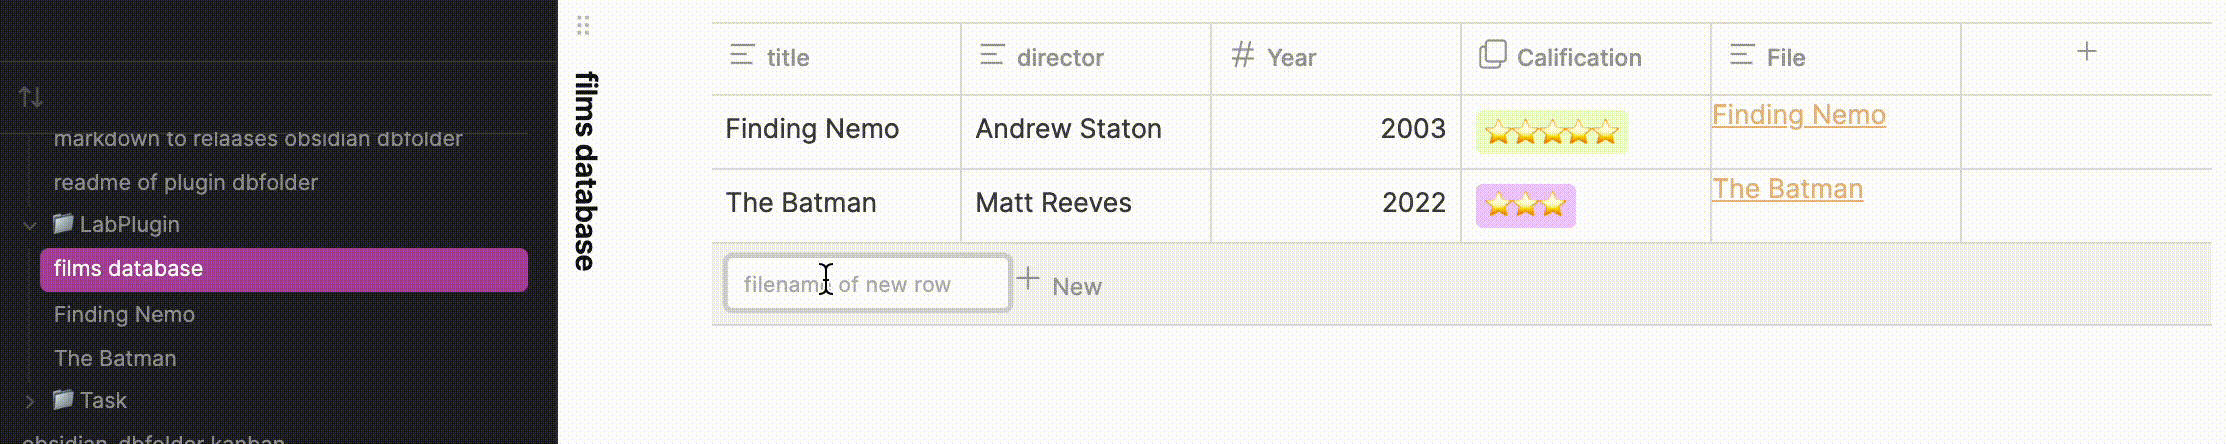 markdown to relaases obsidian dbfolder
readme of plugin dbfolder
LabPlugin
films database
Finding Nemo
The Batman
Task
obsidian dbfolder kanban
films database
title director Year Calification File +
Finding Nemo Andrew Staton 2003 ⭐⭐⭐⭐⭐ Finding Nemo
The Batman Matt Reeves 2022 ⭐⭐⭐ The Batman
filename of new row + New